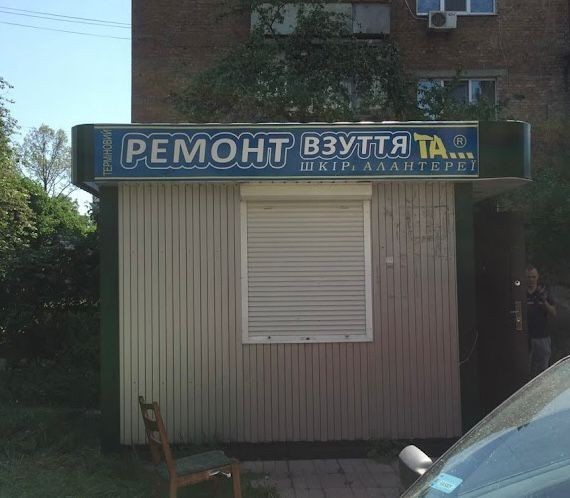 ТЕРМІНОВИЙ
РЕМОНТ ВЗУТТЯ ТА...®
ШКІР АЛАНТЕРЕЇ